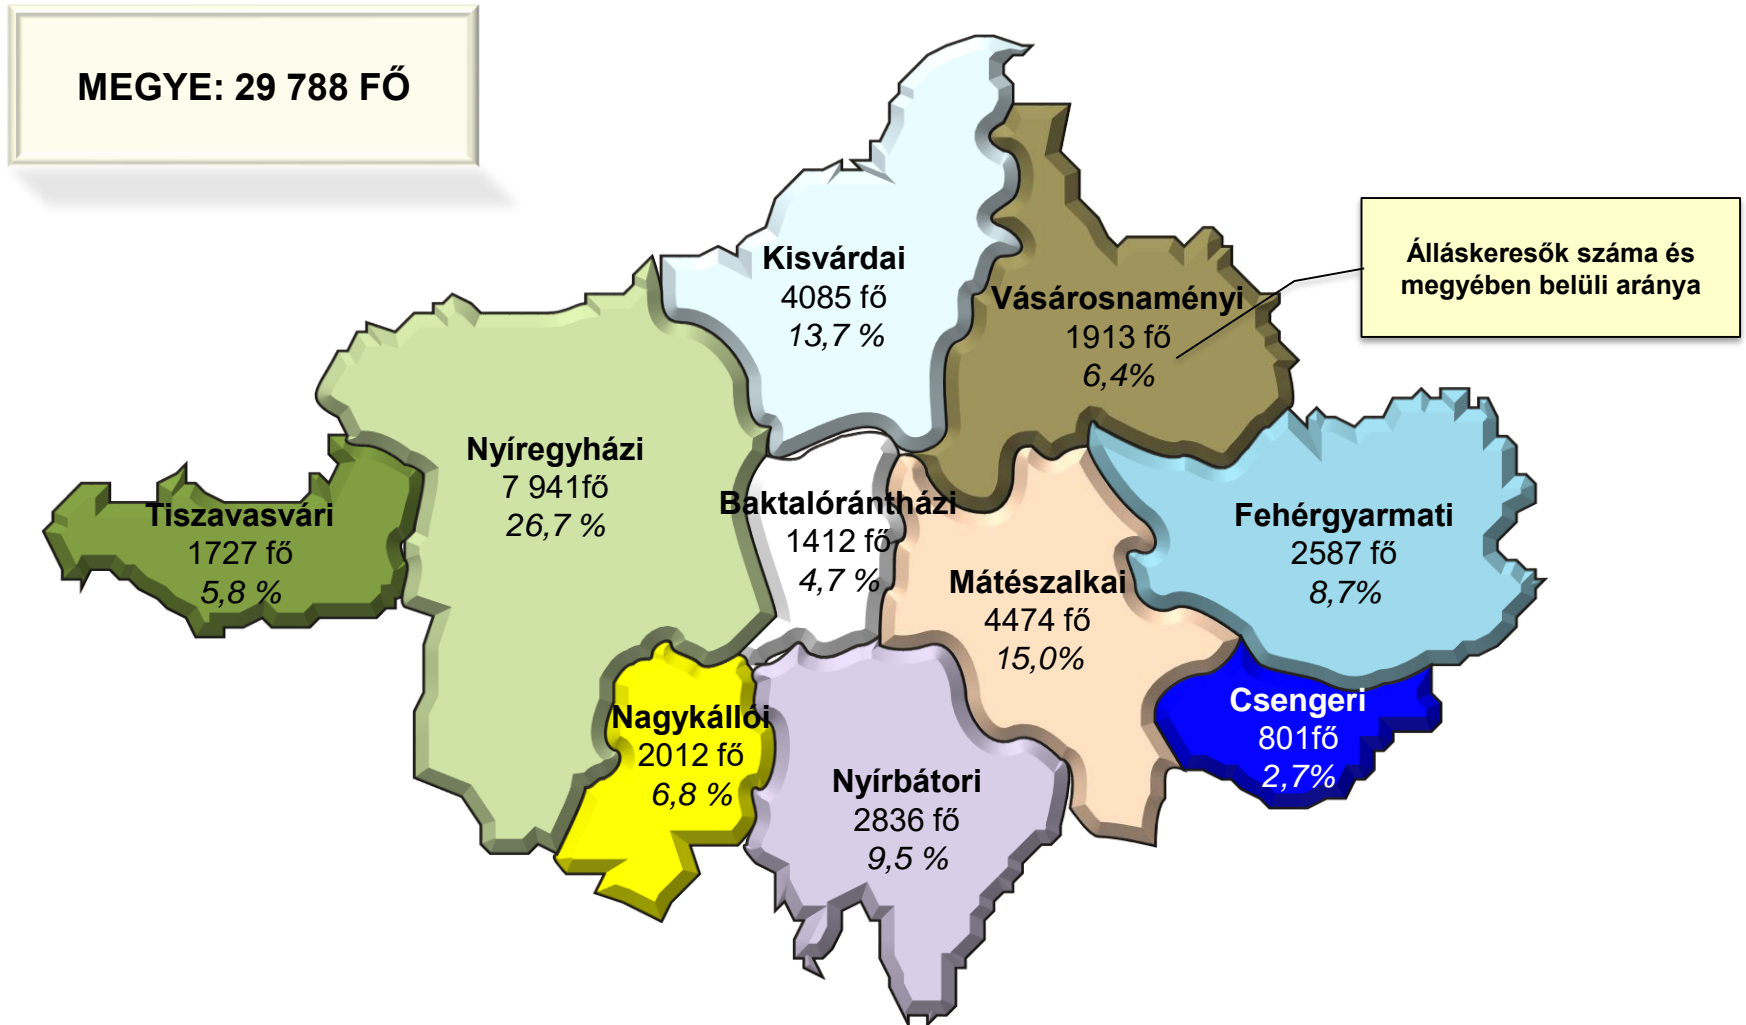 MEGYE: 29 788 FŐ
Kisvárdai
4085 fő
13,7 %
Vásárosnaményi
1913 fő
6,4%
Álláskeresők száma és
megyében belüli aránya
Nyíregyházi
7 941fő
26,7 %
Tiszavasvári
1727 fő
5,8 %
Baktalórántházi
1412 fő
4,7 %
Fehérgyarmati
2587 fő
8,7%
Mátészalkai
4474 fő
15,0%
Csengeri
801fő
2,7%
Nagykállói
2012 fő
6,8 %
Nyírbátori
2836 fő
9,5 %